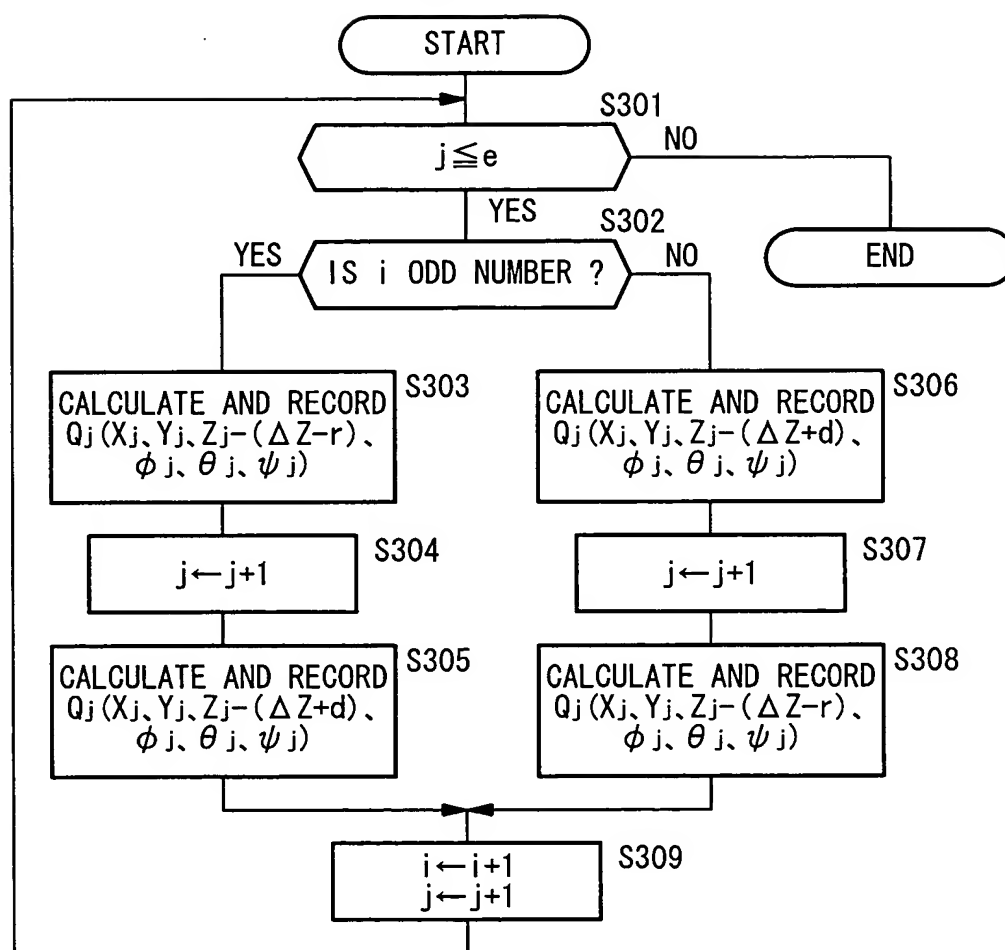 START
S301
j≦e
NO
YES
S302
YES
IS i ODD NUMBER ?
NO
END
S303
CALCULATE AND RECORD
Qj(Xj、Yj、Zj-(ΔZ-r)、
φj、θj、ψj)
S306
CALCULATE AND RECORD
Qj(Xj、Yj、Zj-(ΔZ+d)、
φj、θj、ψj)
S304
j←j+1
S307
j←j+1
S305
CALCULATE AND RECORD
Qj(Xj、Yj、Zj-(ΔZ+d)、
φj、θj、ψj)
S308
CALCULATE AND RECORD
Qj(Xj、Yj、Zj-(ΔZ-r)、
φj、θj、ψj)
S309
i←i+1
j←j+1